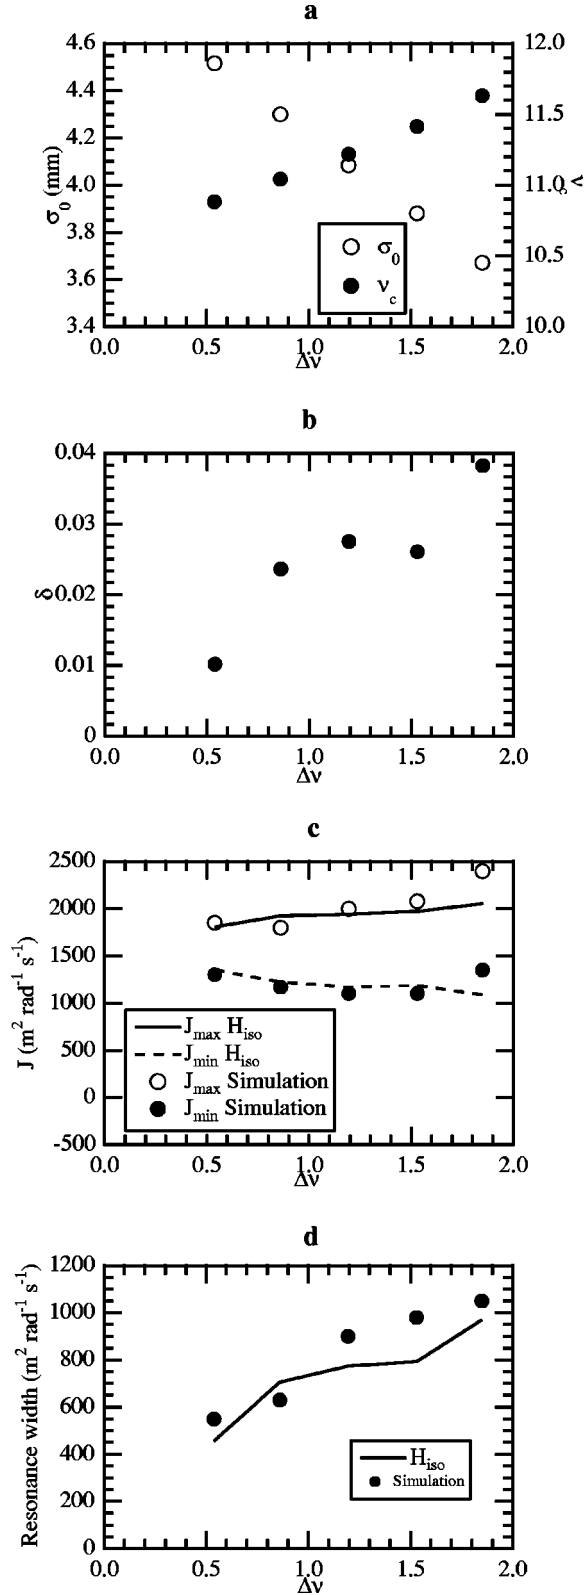 a
4.6
4.4
4.2
4.0
3.8
3.6
3.4
σ0 (mm)
12.0
11.5
11.0
10.5
10.0
νc
σ0
νc
0.0 0.5 1.0 1.5 2.0
Δν
b
0.04
0.03
0.02
0.01
0
δ
0.0 0.5 1.0 1.5 2.0
Δν
c
2500
2000
1500
1000
500
0
-500
J (m² rad⁻¹ s⁻¹)
Jmax Hiso
Jmin Hiso
Jmax Simulation
Jmin Simulation
0.0 0.5 1.0 1.5 2.0
Δν
d
1200
1000
800
600
400
200
0
Resonance width (m² rad⁻¹ s⁻¹)
Hiso
Simulation
0.0 0.5 1.0 1.5 2.0
Δν